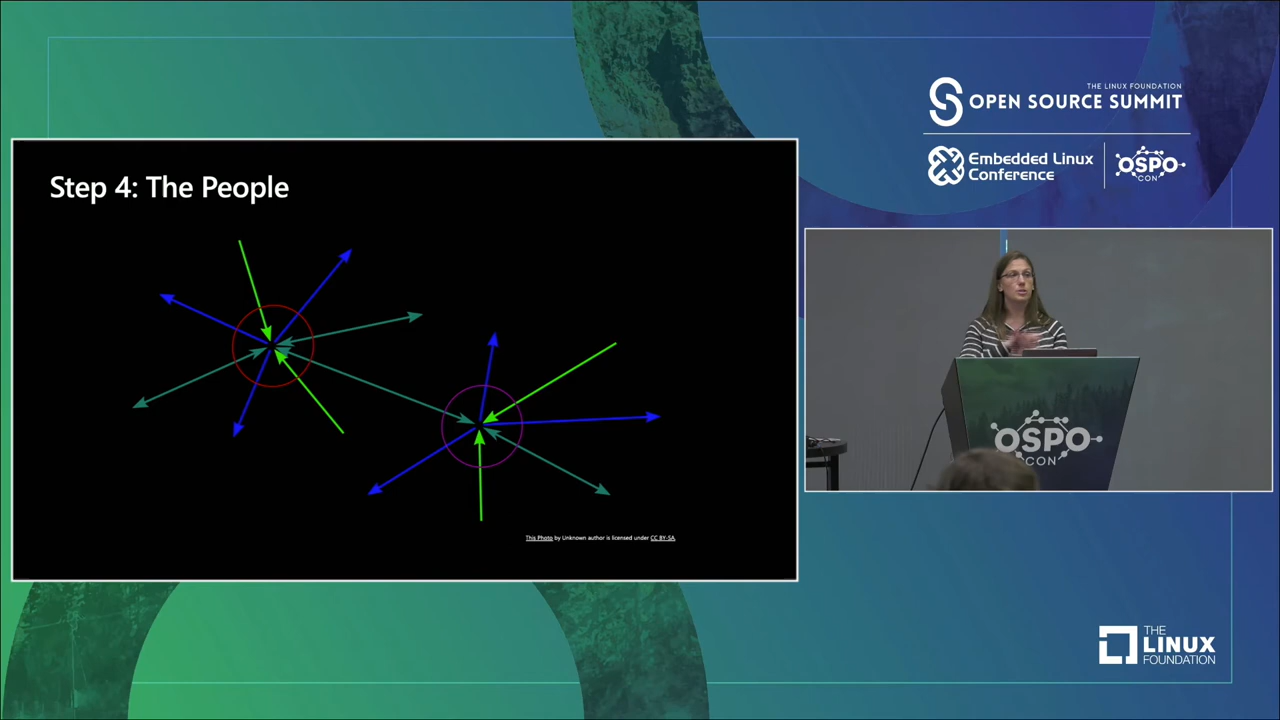 THE LINUX FOUNDATION
OPEN SOURCE SUMMIT
Embedded Linux
Conference
OSPO
CON
Step 4: The People
This Photo by Unknown author is licensed under CC BY-SA.
OSPO
CON
THE
LINUX
FOUNDATION